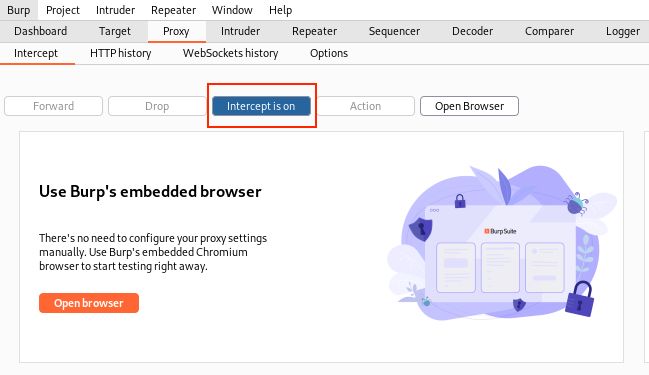 Burp Project Intruder Repeater Window Help
Dashboard Target Proxy Intruder Repeater Sequencer Decoder Comparer Logger
Intercept HTTP history WebSockets history Options
Forward Drop Intercept is on Action Open Browser
Use Burp's embedded browser
There's no need to configure your proxy settings
manually. Use Burp's embedded Chromium
browser to start testing right away.
Open browser
BurpSuite